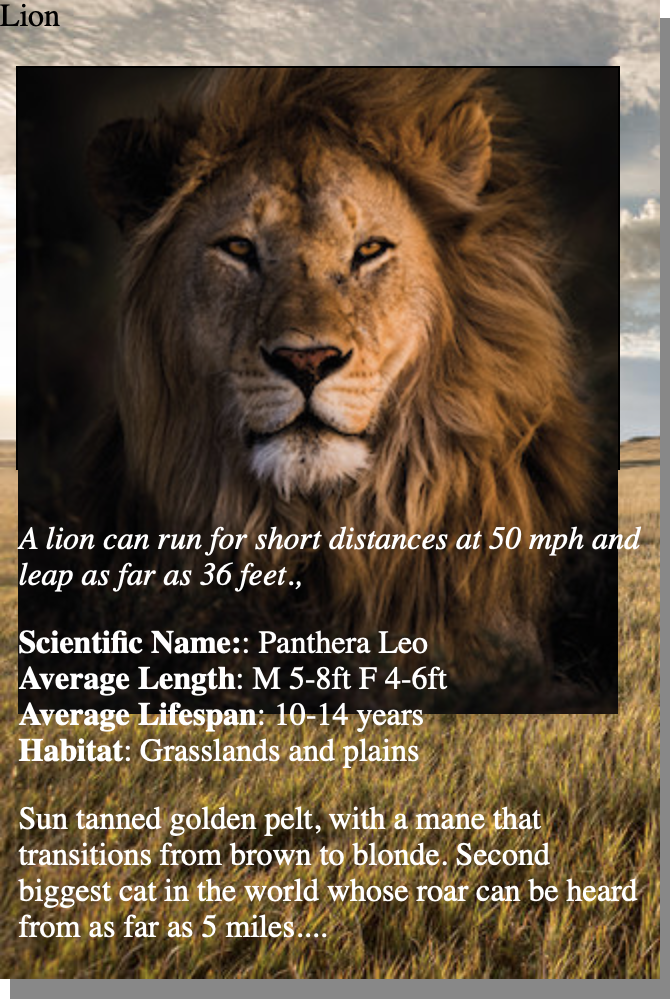 Lion
A lion can run for short distances at 50 mph and
leap as far as 36 feet.,
Scientific Name:: Panthera Leo
Average Length: M 5-8ft F 4-6ft
Average Lifespan: 10-14 years
Habitat: Grasslands and plains
Sun tanned golden pelt, with a mane that
transitions from brown to blonde. Second
biggest cat in the world whose roar can be heard
from as far as 5 miles....